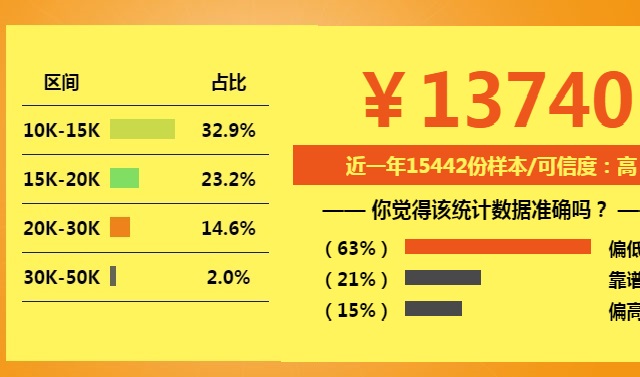 区间 占比
10K-15K 32.9%
15K-20K 23.2%
20K-30K 14.6%
30K-50K 2.0%
￥13740
近一年15442份样本/可信度：高
—— 你觉得该统计数据准确吗？ —
（63%） 偏低
（21%） 靠谱
（15%） 偏高